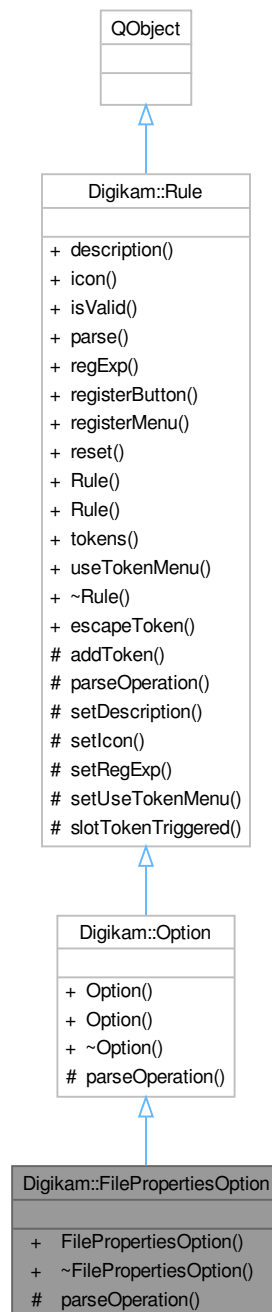 QObject
Digikam::Rule
+ description()
+ icon()
+ isValid()
+ parse()
+ regExp()
+ registerButton()
+ registerMenu()
+ reset()
+ Rule()
+ Rule()
+ tokens()
+ useTokenMenu()
+ ~Rule()
+ escapeToken()
# addToken()
# parseOperation()
# setDescription()
# setIcon()
# setRegExp()
# setUseTokenMenu()
# slotTokenTriggered()
Digikam::Option
+ Option()
+ Option()
+ ~Option()
# parseOperation()
Digikam::FilePropertiesOption
+ FilePropertiesOption()
+ ~FilePropertiesOption()
# parseOperation()